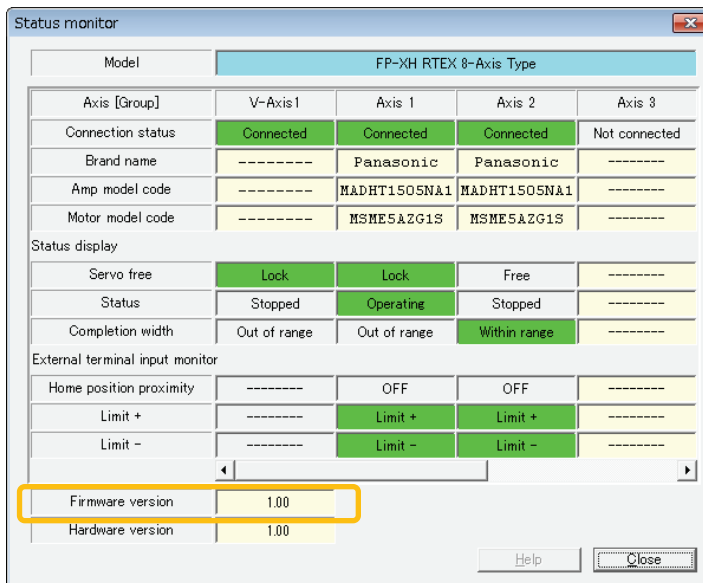 Status monitor
Model FP-XH RTEX 8-Axis Type
Axis [Group] V-Axis1 Axis 1 Axis 2 Axis 3
Connection status Connected Connected Connected Not connected
Brand name -------- Panasonic Panasonic --------
Amp model code -------- MADHT1505NA1 MADHT1505NA1 --------
Motor model code -------- MSME5AZG1S MSME5AZG1S --------
Status display
Servo free Lock Lock Free --------
Status Stopped Operating Stopped --------
Completion width Out of range Out of range Within range --------
External terminal input monitor
Home position proximity -------- OFF OFF --------
Limit + -------- Limit + Limit + --------
Limit - -------- Limit - Limit - --------
Firmware version 1.00
Hardware version 1.00
Help Close